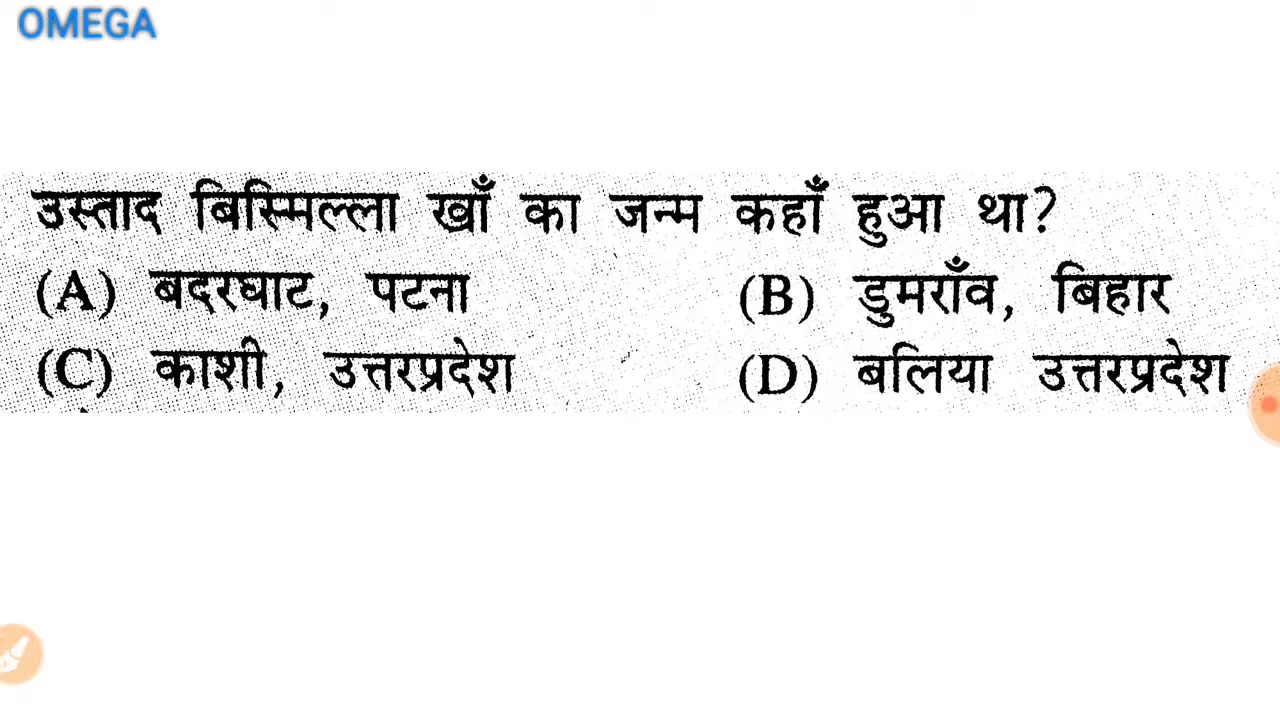 OMEGA
उस्ताद बिस्मिल्ला खाँ का जन्म कहाँ हुआ था?
(A) बदरघाट, पटना (B) डुमराँव, बिहार
(C) काशी, उत्तरप्रदेश (D) बलिया उत्तरप्रदेश